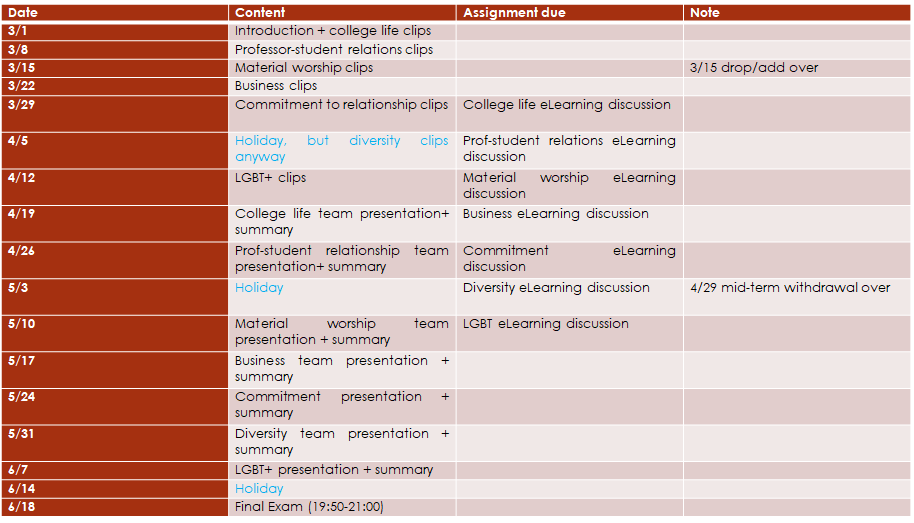 Date Content Assignment due Note
3/1 Introduction + college life clips
3/8 Professor-student relations clips
3/15 Material worship clips 3/15 drop/add over
3/22 Business clips
3/29 Commitment to relationship clips College life eLearning discussion
4/5 Holiday, but diversity clips Prof-student relations eLearning
anyway discussion
4/12 LGBT+ clips Material worship eLearning
discussion
4/19 College life team presentation+ Business eLearning discussion
summary
4/26 Prof-student relationship team Commitment eLearning
presentation+ summary discussion
5/3 Holiday Diversity eLearning discussion 4/29 mid-term withdrawal over
5/10 Material worship team LGBT eLearning discussion
presentation + summary
5/17 Business team presentation +
summary
5/24 Commitment presentation +
summary
5/31 Diversity team presentation +
summary
6/7 LGBT+ presentation + summary
6/14 Holiday
6/18 Final Exam (19:50-21:00)